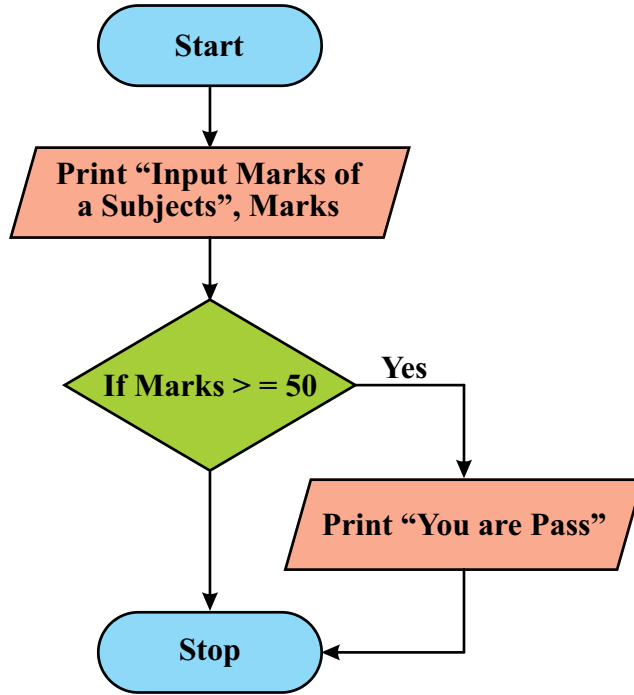 Start
Print “Input Marks of
a Subjects”, Marks
If Marks > = 50
Yes
Print “You are Pass”
Stop